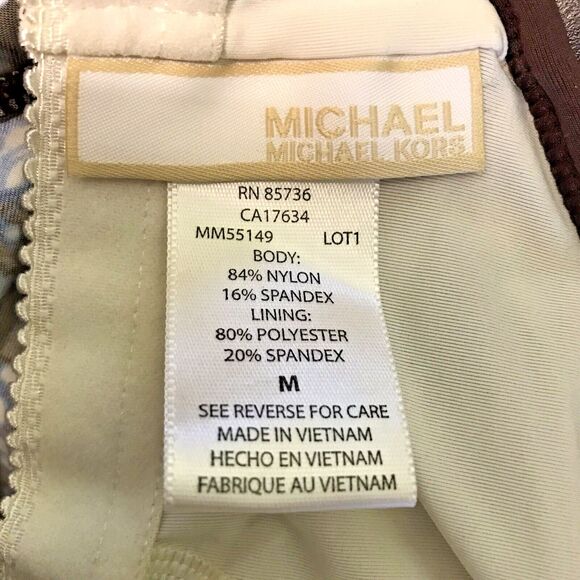 MICHAEL
MICHAEL KORS
RN 85736
CA17634
MM55149 LOT1
BODY:
84% NYLON
16% SPANDEX
LINING:
80% POLYESTER
20% SPANDEX
M
SEE REVERSE FOR CARE
MADE IN VIETNAM
HECHO EN VIETNAM
FABRIQUE AU VIETNAM